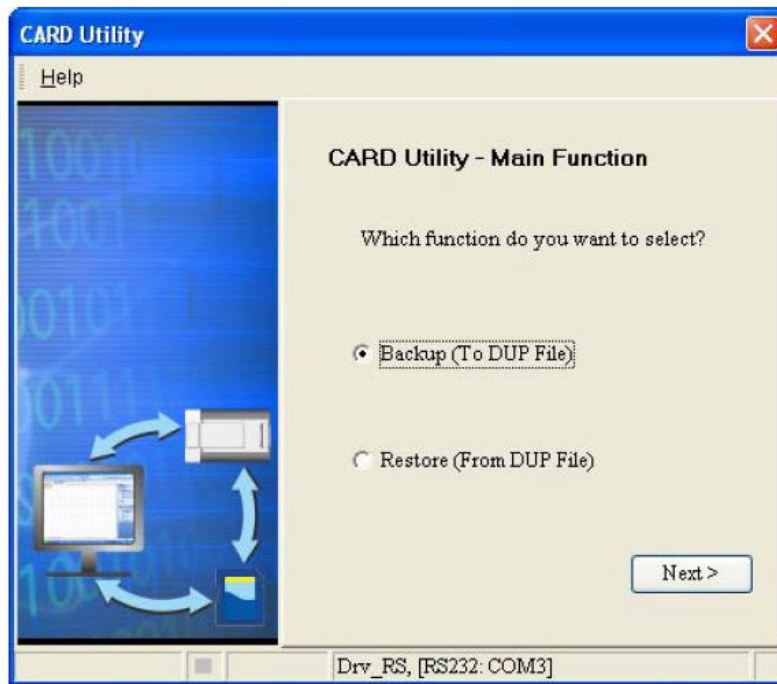 CARD Utility
Help
CARD Utility - Main Function
Which function do you want to select?
Backup (To DUP File)
Restore (From DUP File)
Next >
Drv_RS, [RS232: COM3]